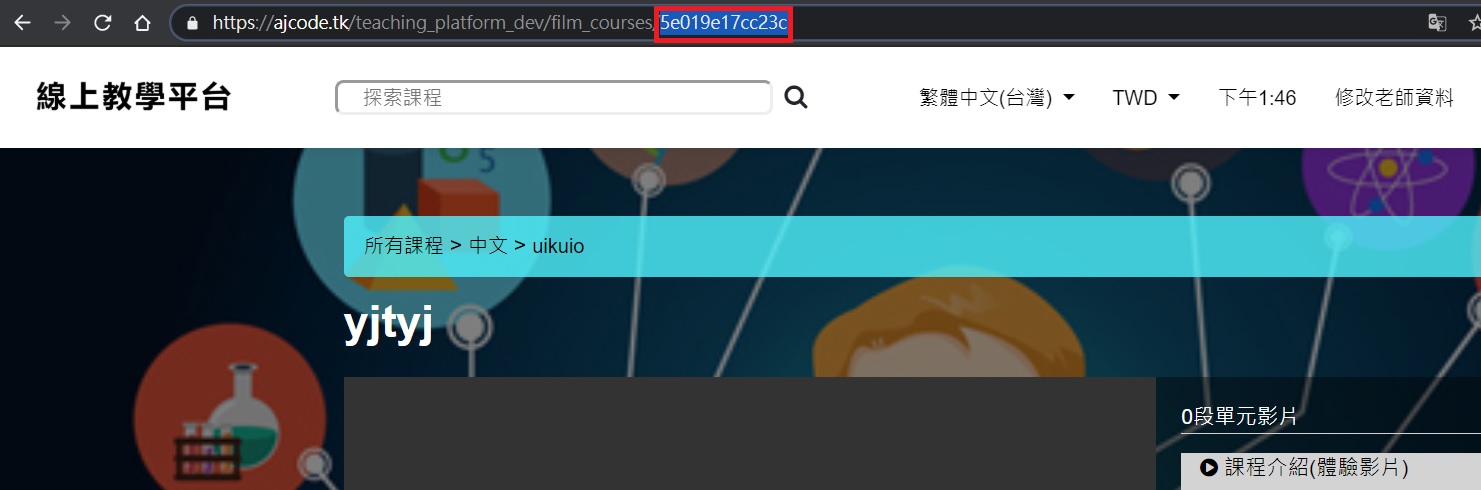 https://ajcode.tk/teaching_platform_dev/film_courses/5e019e17cc23c
線上教學平台 探索課程 繁體中文(台灣) TWD 下午1:46 修改老師資料
5
所有課程 > 中文 > uikuio
yjtyj
0段單元影片
課程介紹(體驗影片)